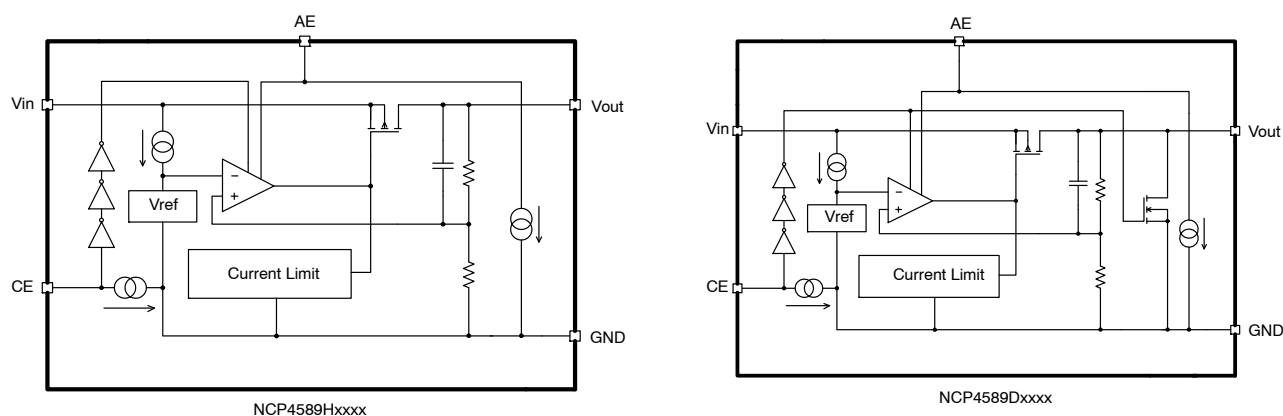 AE
Vin
Vout
−
+
Vref
Current Limit
CE
GND
NCP4589Hxxxx
AE
Vin
Vout
−
+
Vref
Current Limit
CE
GND
NCP4589Dxxxx